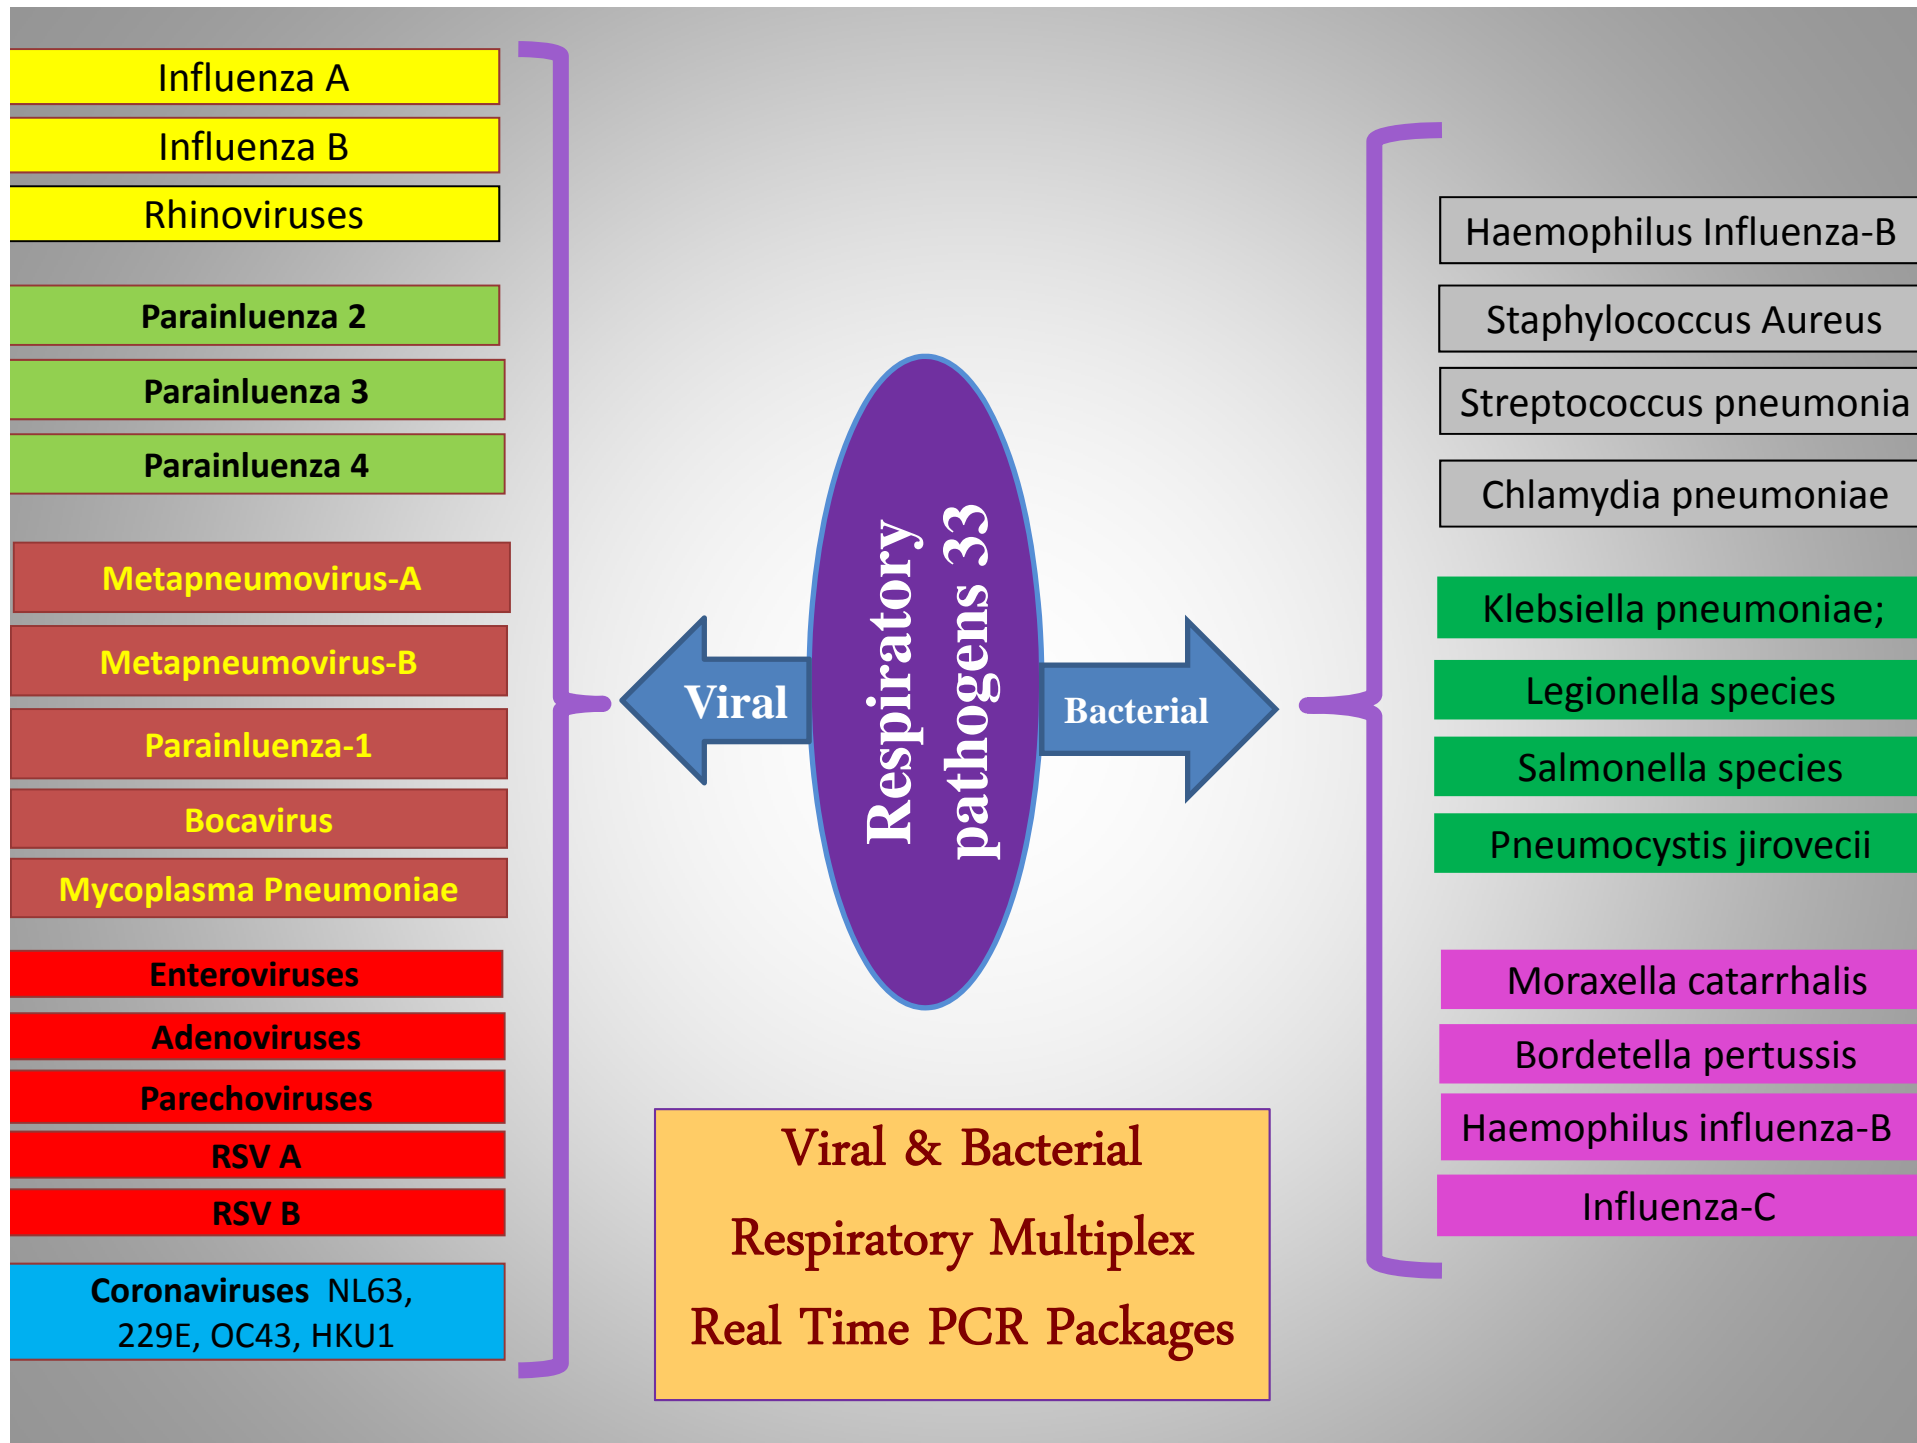 Influenza A
Influenza B
Rhinoviruses
Parainluenza 2
Parainluenza 3
Parainluenza 4
Metapneumovirus-A
Metapneumovirus-B
Parainluenza-1
Bocavirus
Mycoplasma Pneumoniae
Enteroviruses
Adenoviruses
Parechoviruses
RSV A
RSV B
Coronaviruses NL63,
229E, OC43, HKU1
Viral
Respiratory
pathogens 33
Bacterial
Viral & Bacterial
Respiratory Multiplex
Real Time PCR Packages
Haemophilus Influenza-B
Staphylococcus Aureus
Streptococcus pneumonia
Chlamydia pneumoniae
Klebsiella pneumoniae;
Legionella species
Salmonella species
Pneumocystis jirovecii
Moraxella catarrhalis
Bordetella pertussis
Haemophilus influenza-B
Influenza-C